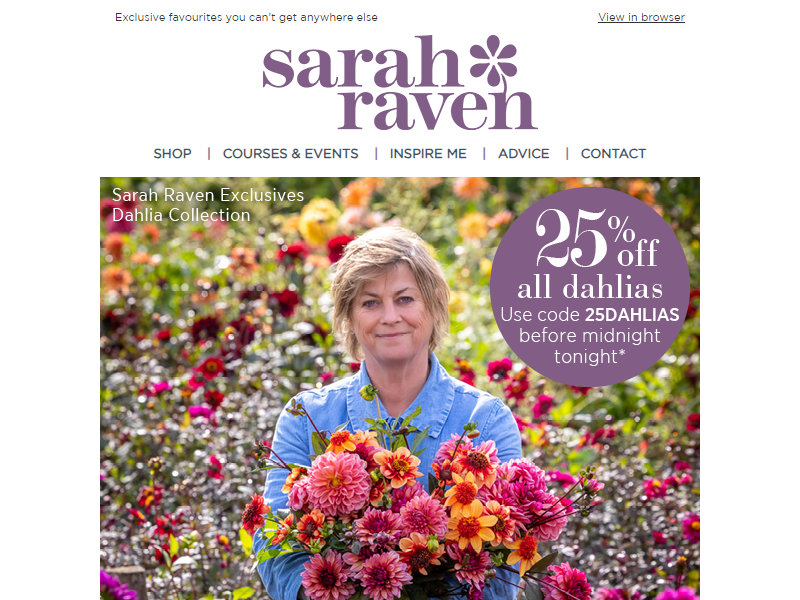 Exclusive favourites you can't get anywhere else
View in browser
sarah
raven
SHOP | COURSES & EVENTS | INSPIRE ME | ADVICE | CONTACT
Sarah Raven Exclusives
Dahlia Collection
25% off
all dahlias
Use code 25DAHLIAS
before midnight
tonight*